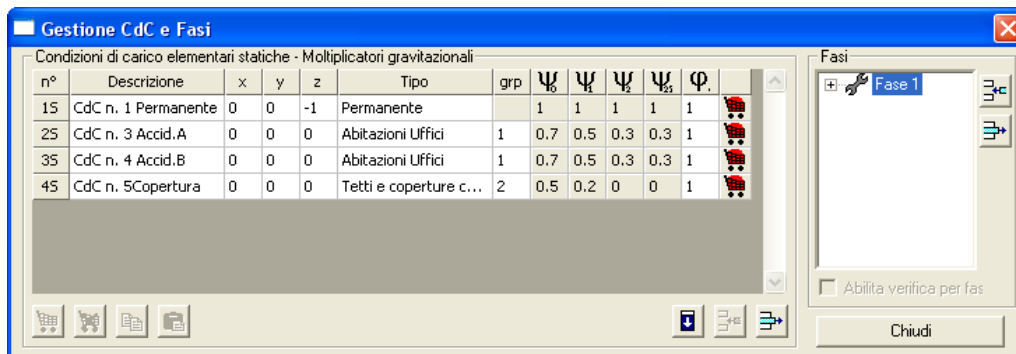 Gestione CdC e Fasi
Condizioni di carico elementari statiche - Moltiplicatori gravitazionali
n° Descrizione x y z Tipo grp Ψ0 Ψ1 Ψ2 Ψ2s φ.
1S CdC n. 1 Permanente 0 0 -1 Permanente 1 1 1 1 1
2S CdC n. 3 Accid.A 0 0 0 Abitazioni Uffici 1 0.7 0.5 0.3 0.3 1
3S CdC n. 4 Accid.B 0 0 0 Abitazioni Uffici 1 0.7 0.5 0.3 0.3 1
4S CdC n. 5Copertura 0 0 0 Tetti e coperture c... 2 0.5 0.2 0 0 1
Fasi
Fase 1
Abilita verifica per fas
Chiudi